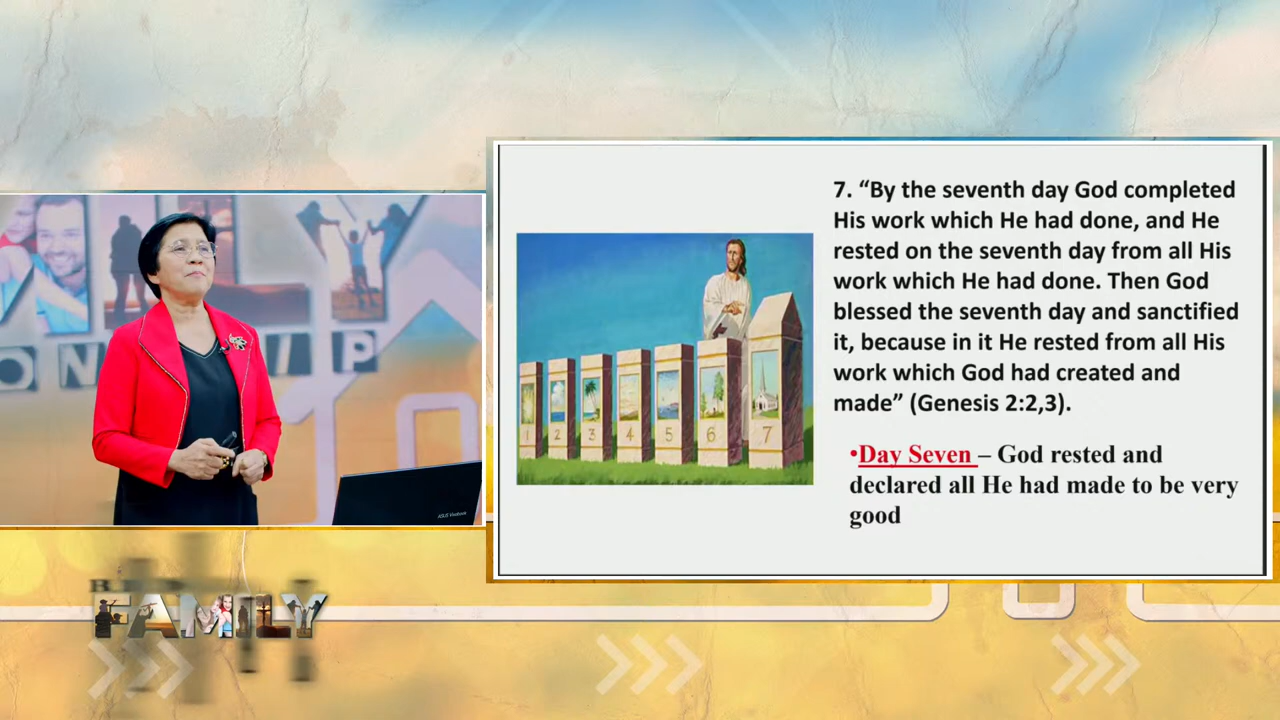 7. “By the seventh day God completed
His work which He had done, and He
rested on the seventh day from all His
work which He had done. Then God
blessed the seventh day and sanctified
it, because in it He rested from all His
work which God had created and
made” (Genesis 2:2,3).
•Day Seven – God rested and
declared all He had made to be very
good
1 2 3 4 5 6 7
ASUS Vivobook
FAMILY